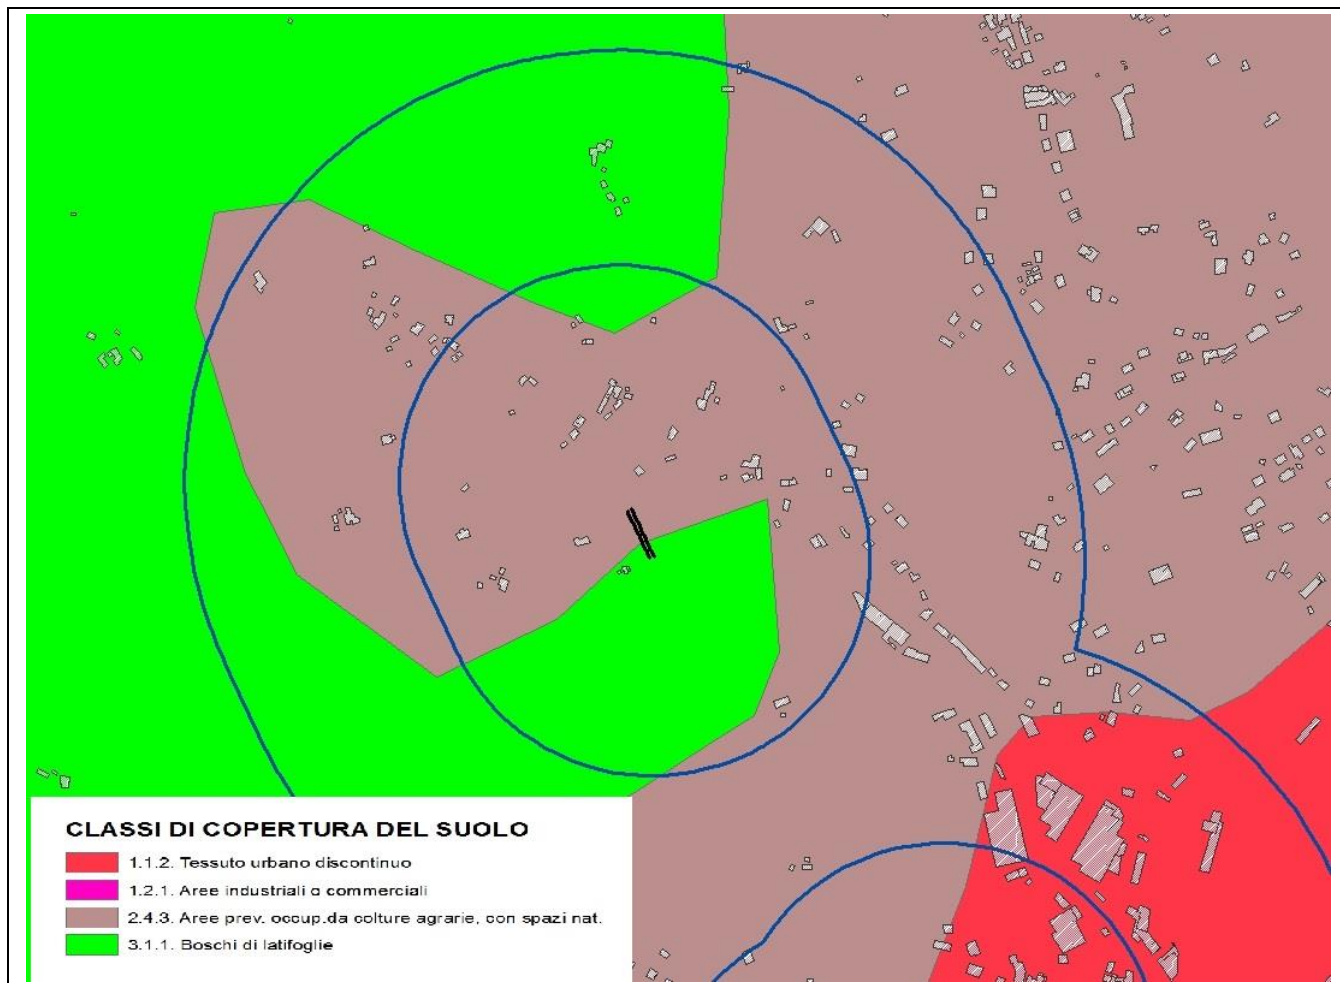 CLASSI DI COPERTURA DEL SUOLO
1.1.2. Tessuto urbano discontinuo
1.2.1. Aree industriali o commerciali
2.4.3. Aree prev. occup.da colture agrarie, con spazi nat.
3.1.1. Boschi di latifoglie